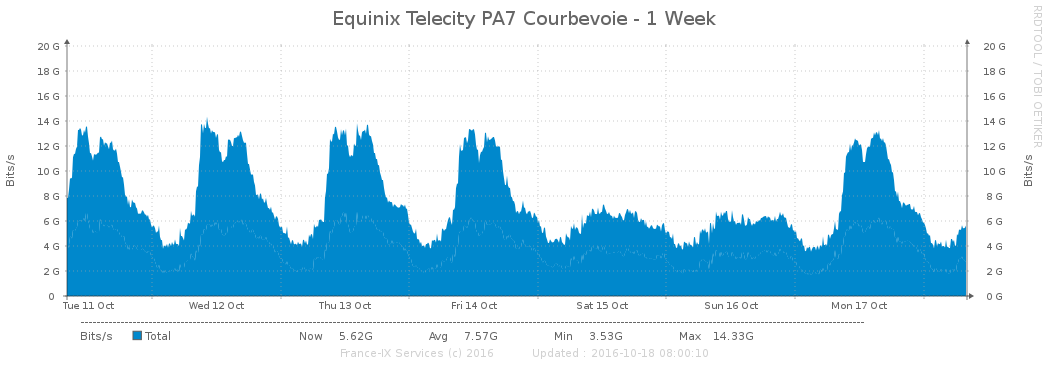 Equinix Telecity PA7 Courbevoie - 1 Week
RRDTOOL / TOBI OETIKER
Bits/s
20 G
18 G
16 G
14 G
12 G
10 G
8 G
6 G
4 G
2 G
0
20 G
18 G
16 G
14 G
12 G
10 G
8 G
6 G
4 G
2 G
0 G
Bits/s
Tue 11 Oct Wed 12 Oct Thu 13 Oct Fri 14 Oct Sat 15 Oct Sun 16 Oct Mon 17 Oct
Bits/s Total Now 5.62G Avg 7.57G Min 3.53G Max 14.33G
France-IX Services (c) 2016 Updated : 2016-10-18 08:00:10